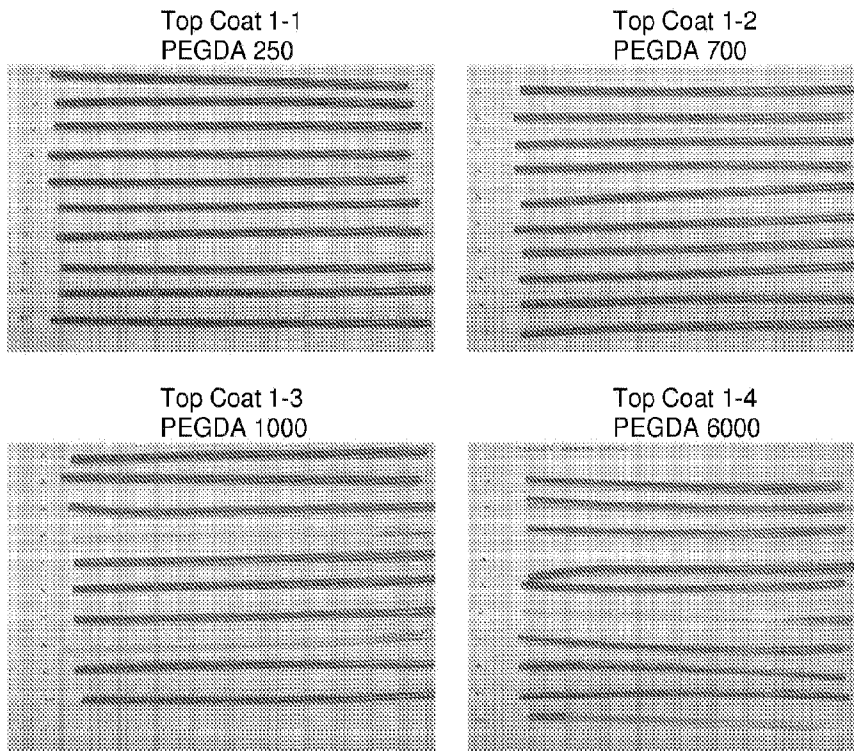 Top Coat 1-1
PEGDA 250
Top Coat 1-2
PEGDA 700
Top Coat 1-3
PEGDA 1000
Top Coat 1-4
PEGDA 6000